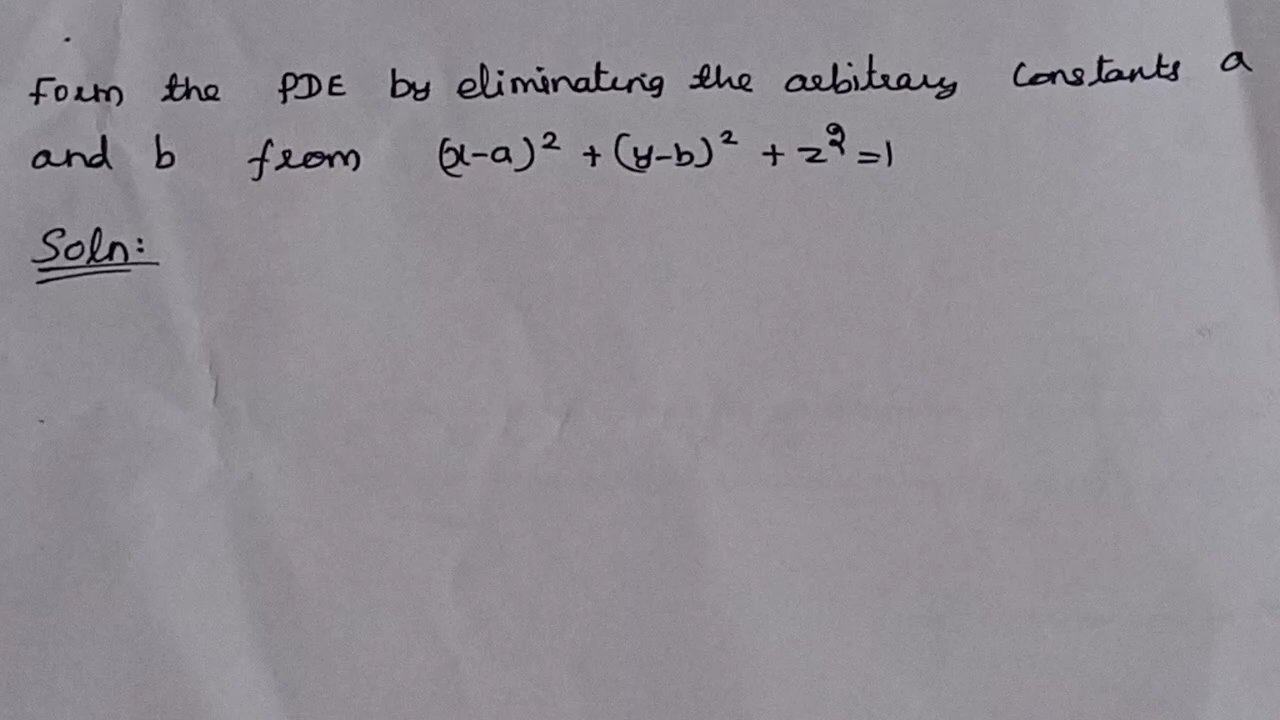 Form the PDE by eliminating the arbitrary constants a
and b from (x-a)² + (y-b)² + z² = 1
Soln: